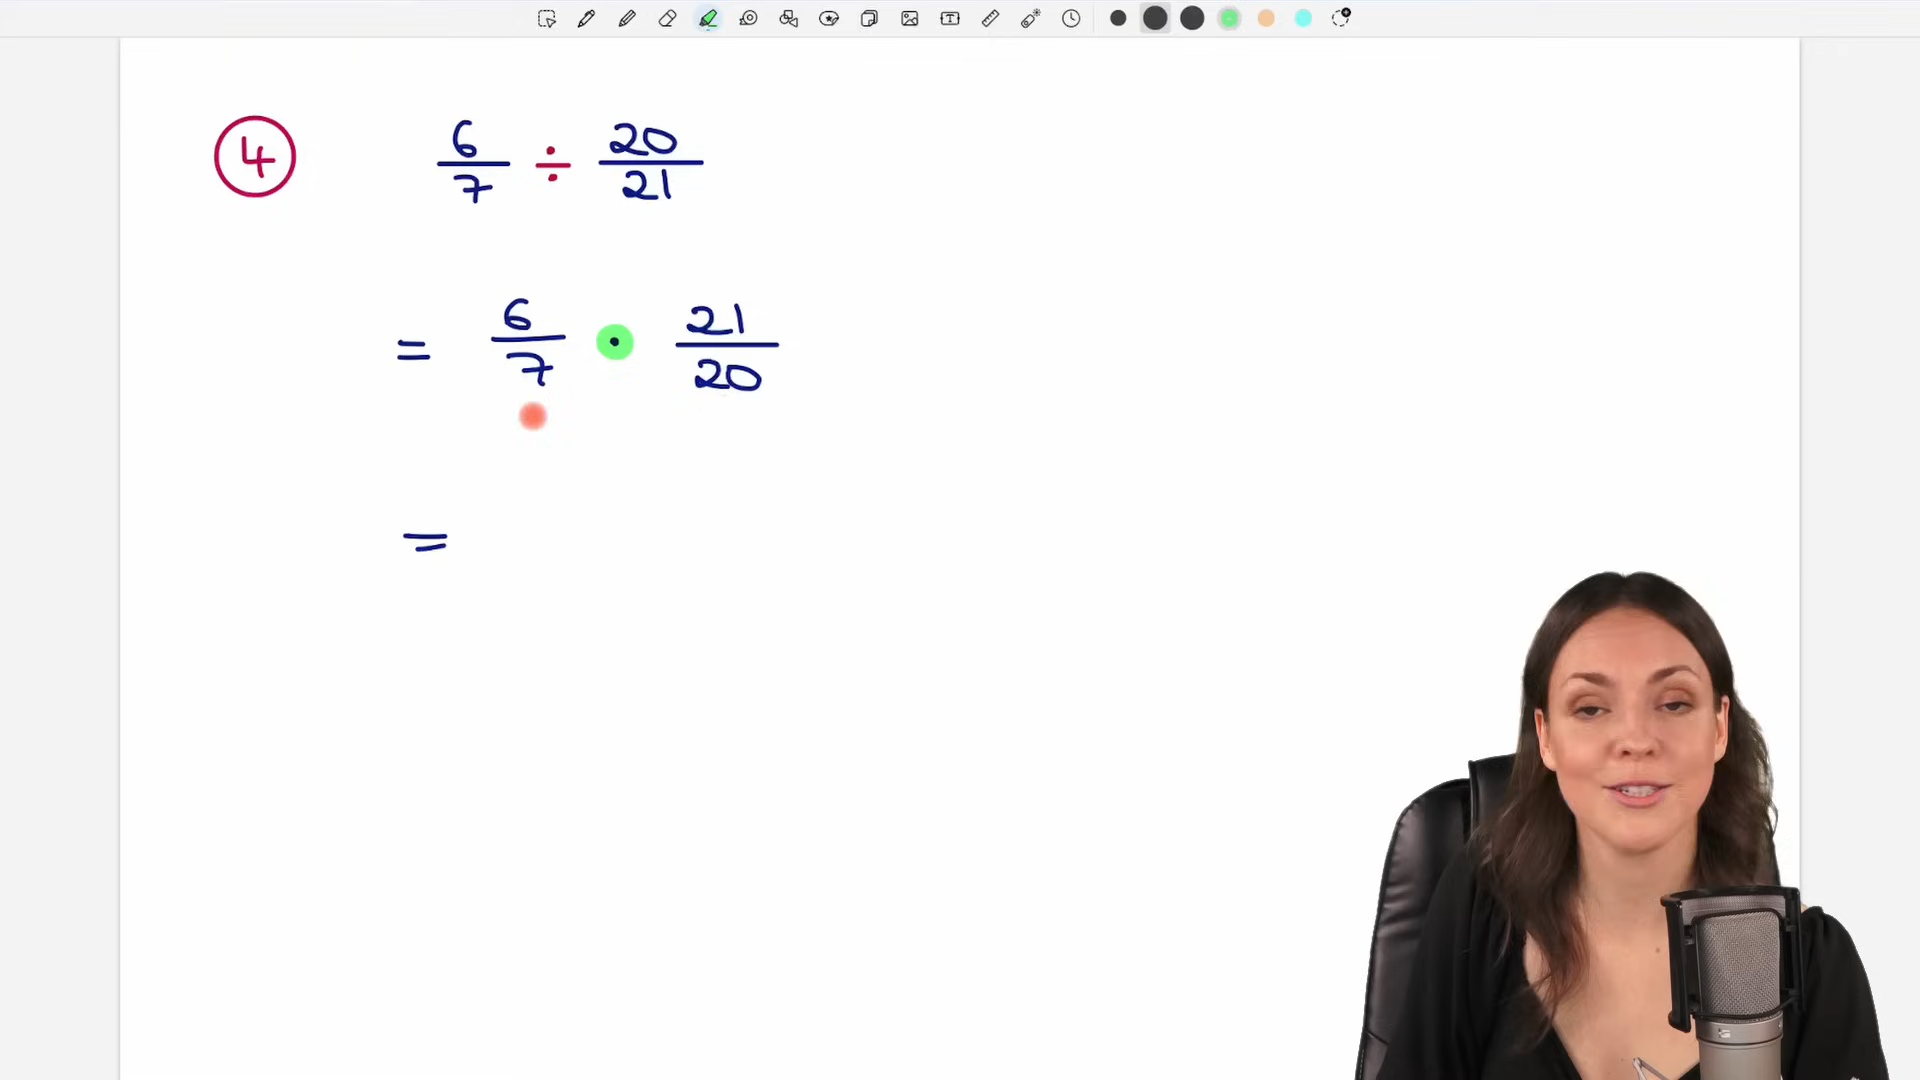 4 6/7 ÷ 20/21
= 6/7 · 21/20
=